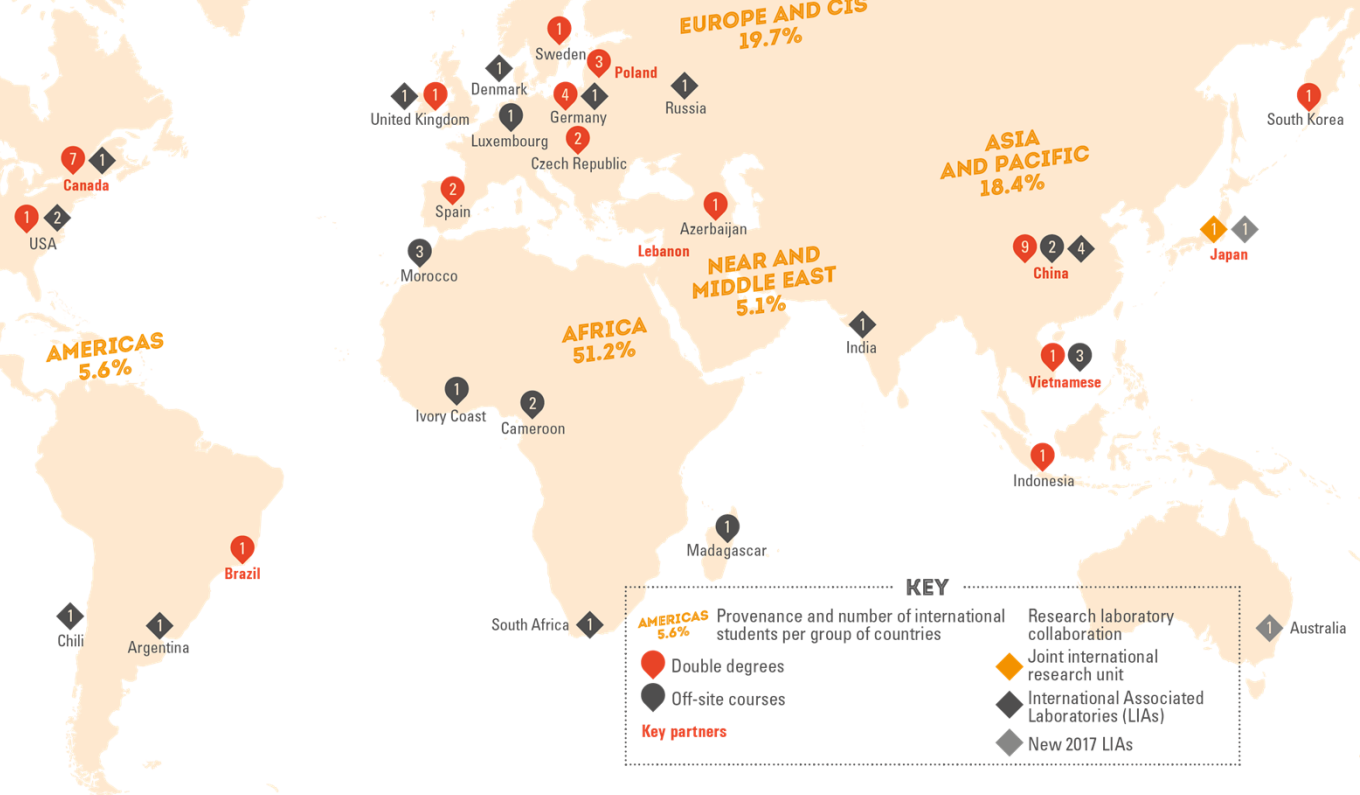 EUROPE AND CIS
19.7%
1
Sweden
3
Poland
1
Denmark
1
Russia
1
1
United Kingdom
4
1
Germany
1
Luxembourg
2
Czech Republic
1
South Korea
7
1
Canada
ASIA
AND PACIFIC
18.4%
2
Spain
1
Azerbaijan
1
2
USA
3
Morocco
Lebanon
NEAR AND
MIDDLE EAST
5.1%
9
2
4
China
1
1
Japan
AMERICAS
5.6%
AFRICA
51.2%
1
India
1
3
Vietnamese
1
Ivory Coast
2
Cameroon
1
Indonesia
1
Madagascar
1
Brazil
1
Chili
1
Argentina
South Africa
1
1
Australia
KEY
AMERICAS
5.6%
Provenance and number of international
students per group of countries
Double degrees
Off-site courses
Key partners
Research laboratory
collaboration
Joint international
research unit
International Associated
Laboratories (LIAs)
New 2017 LIAs